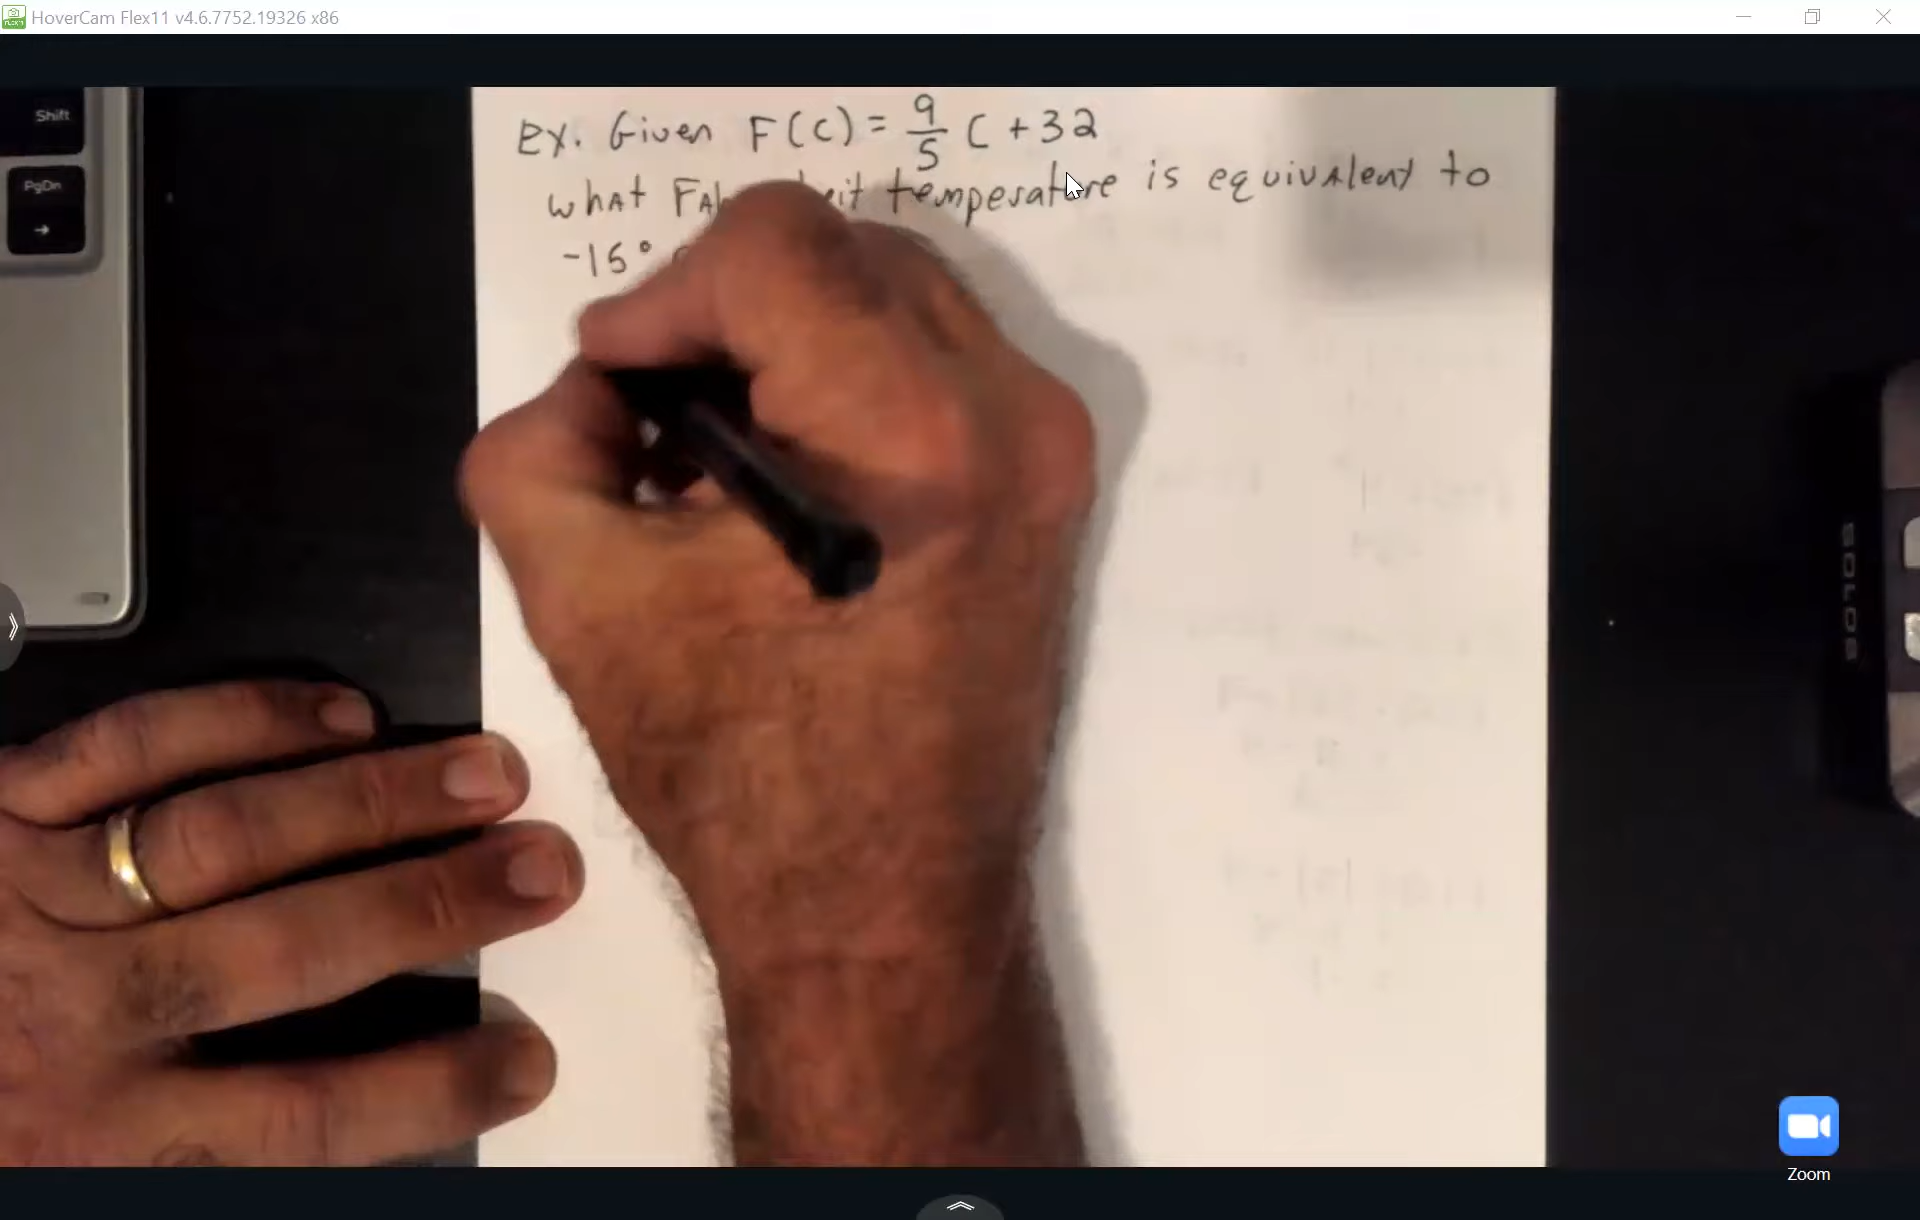 HoverCam Flex11 v4.6.7752.19326 x86
Shift
PgDn
Ex. Given F(C) = 9/5 C + 32
what temperature is equivalent to
-15°
SOLOS
Zoom